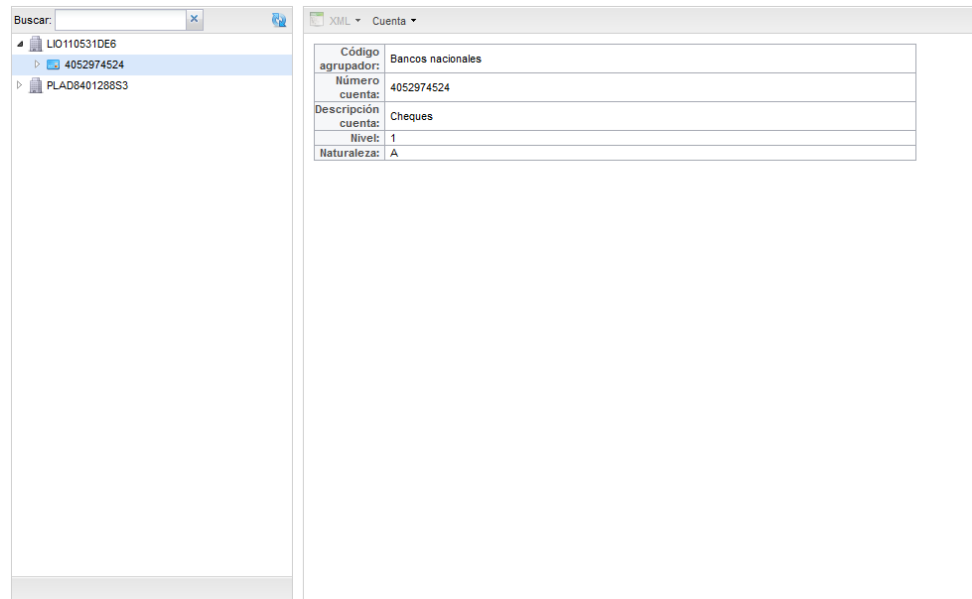 Buscar:
LIO110531DE6
4052974524
PLAD8401288S3
XML Cuenta
Código agrupador: Bancos nacionales
Número cuenta: 4052974524
Descripción cuenta: Cheques
Nivel: 1
Naturaleza: A